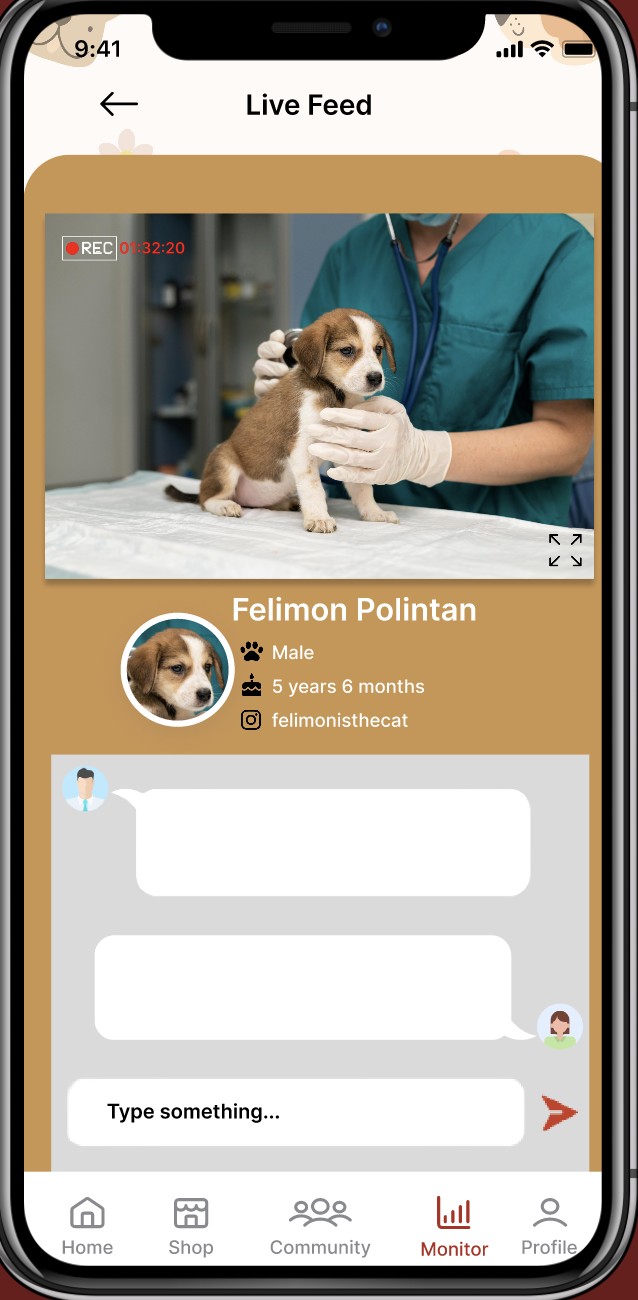 9:41
Live Feed
REC 01:32:20
Felimon Polintan
Male
5 years 6 months
felimonisthecat
Type something...
Home Shop Community Monitor Profile